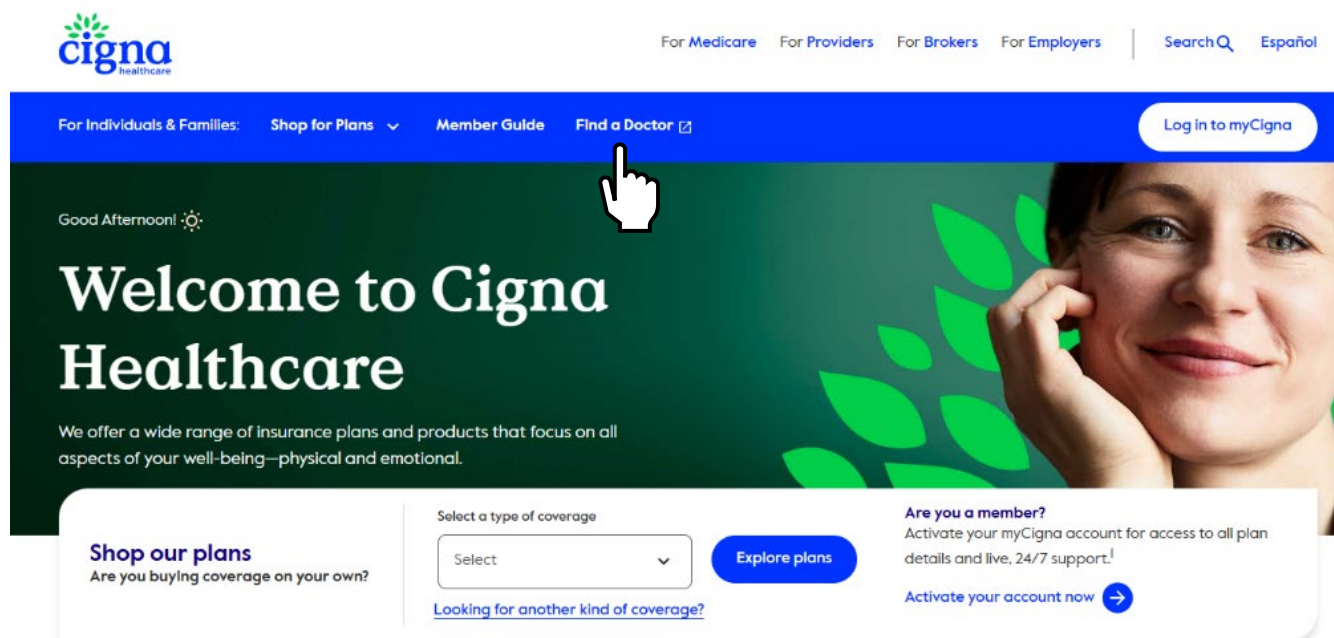 cigna
healthcare
For Medicare For Providers For Brokers For Employers Search Español
For Individuals & Families: Shop for Plans Member Guide Find a Doctor Log in to myCigna
Good Afternoon!
Welcome to Cigna
Healthcare
We offer a wide range of insurance plans and products that focus on all
aspects of your well-being—physical and emotional.
Shop our plans
Are you buying coverage on your own?
Select a type of coverage
Select
Explore plans
Looking for another kind of coverage?
Are you a member?
Activate your myCigna account for access to all plan
details and live, 24/7 support.¹
Activate your account now